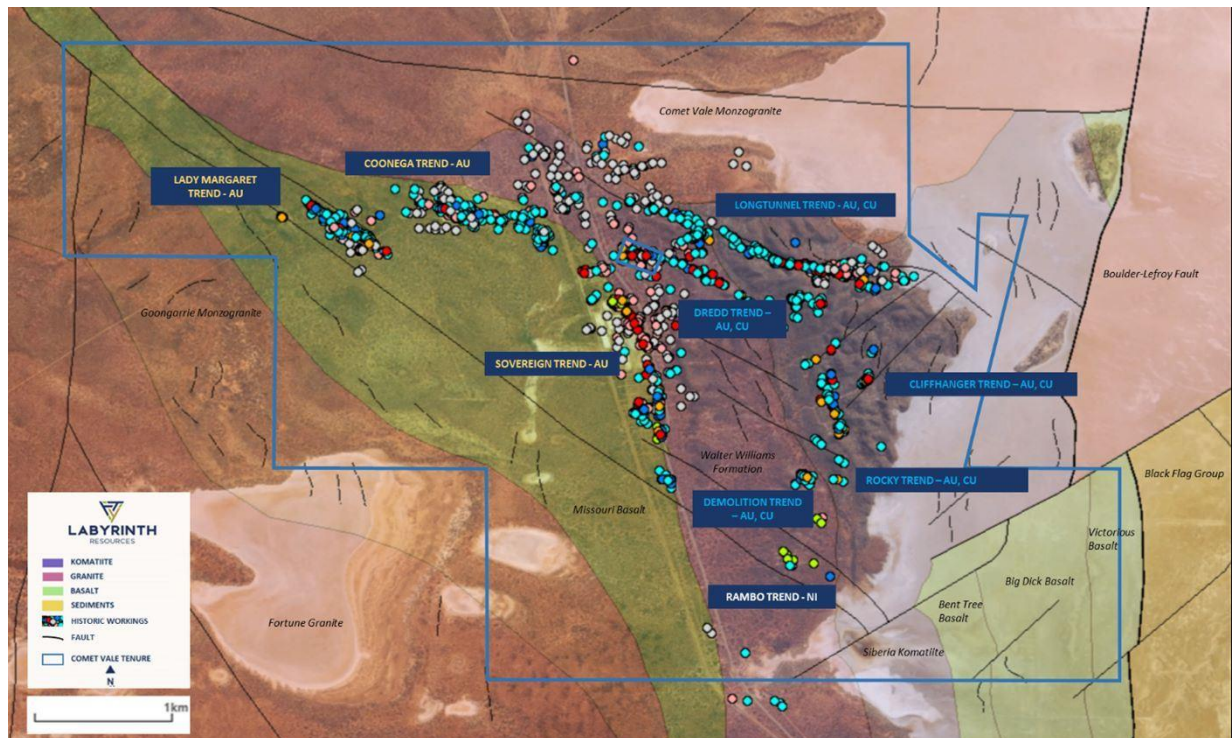 Comet Vale Monzogranite
COONEGA TREND - AU
LADY MARGARET
TREND - AU
LONGTUNNEL TREND - AU, CU
Boulder-Lefroy Fault
Goongarrie Monzogranite
DREDD TREND –
AU, CU
SOVEREIGN TREND - AU
CLIFFHANGER TREND – AU, CU
Walter Williams
Formation
Black Flag Group
ROCKY TREND – AU, CU
DEMOLITION TREND
– AU, CU
Missouri Basalt
Victorious
Basalt
Big Dick Basalt
RAMBO TREND - NI
Bent Tree
Basalt
Fortune Granite
Siberia Komatiite
LABYRINTH
RESOURCES
KOMATIITE
GRANITE
BASALT
SEDIMENTS
HISTORIC WORKINGS
FAULT
COMET VALE TENURE
N
1km